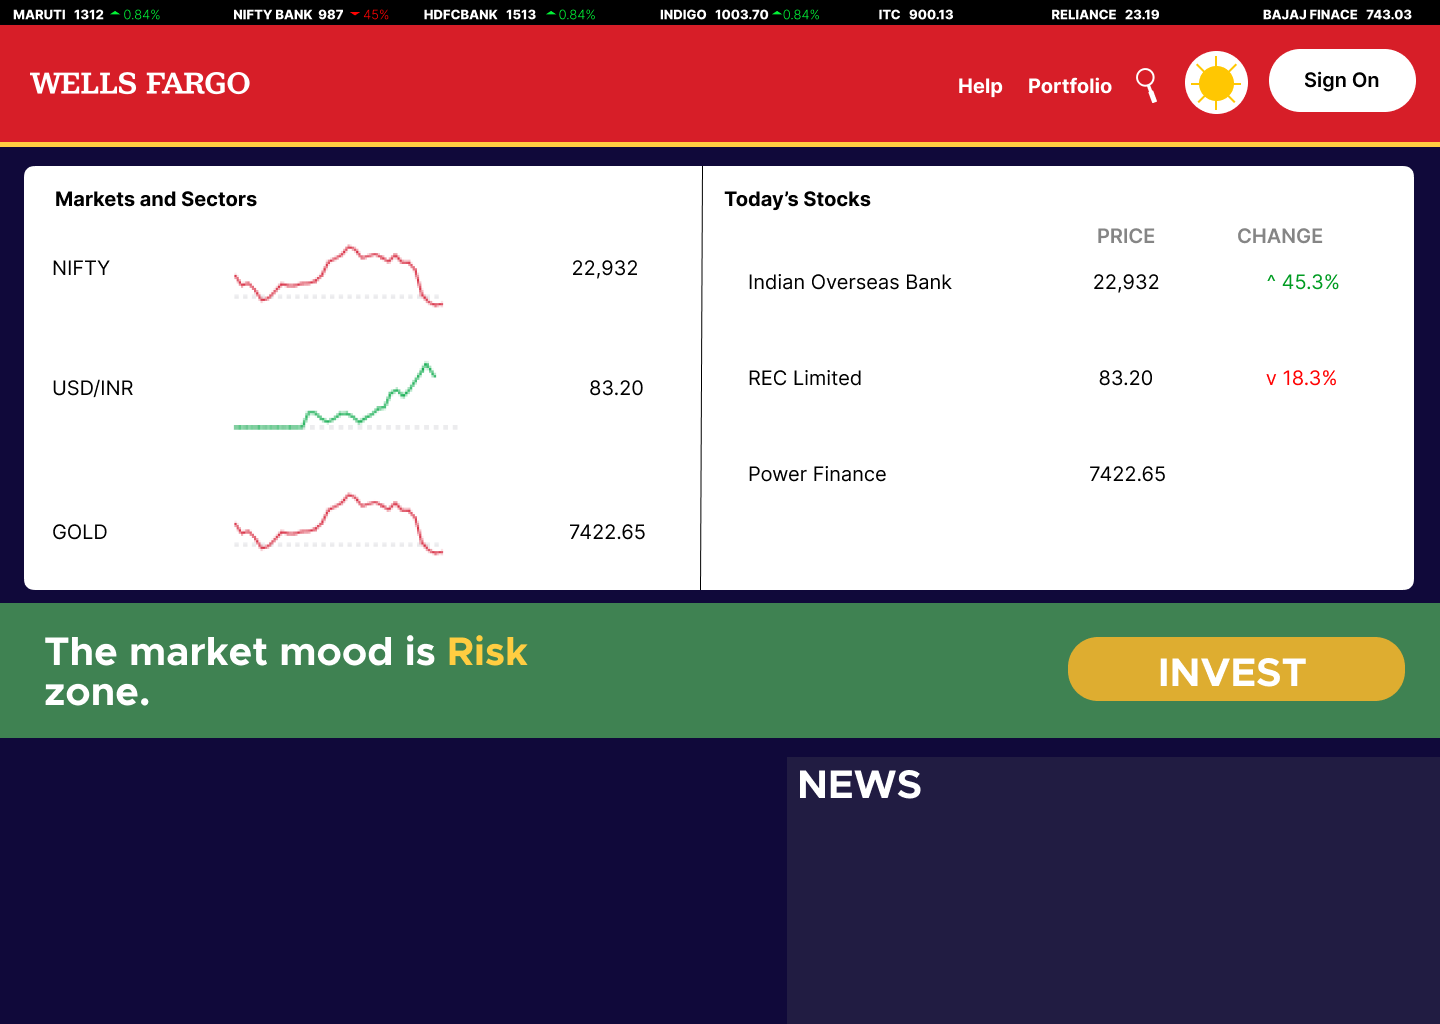 MARUTI 1312 0.84% NIFTY BANK 987 45% HDFCBANK 1513 0.84% INDIGO 1003.70 0.84% ITC 900.13 RELIANCE 23.19 BAJAJ FINACE 743.03
WELLS FARGO
Help Portfolio Sign On
Markets and Sectors
NIFTY 22,932
USD/INR 83.20
GOLD 7422.65
Today’s Stocks
PRICE CHANGE
Indian Overseas Bank 22,932 ^ 45.3%
REC Limited 83.20 v 18.3%
Power Finance 7422.65
The market mood is Risk
zone.
INVEST
NEWS